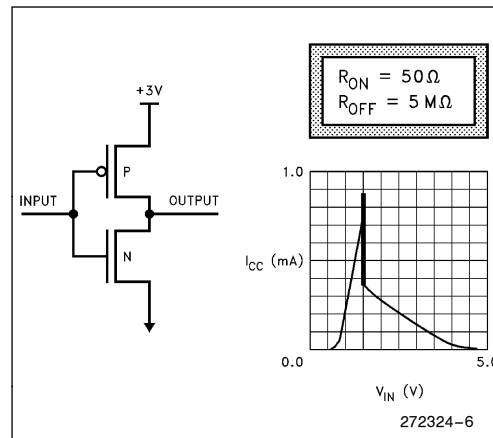 +3V
P
INPUT
OUTPUT
N
R_ON = 50Ω
R_OFF = 5 MΩ
1.0
I_CC (mA)
0.0
5.0
V_IN (V)
272324–6